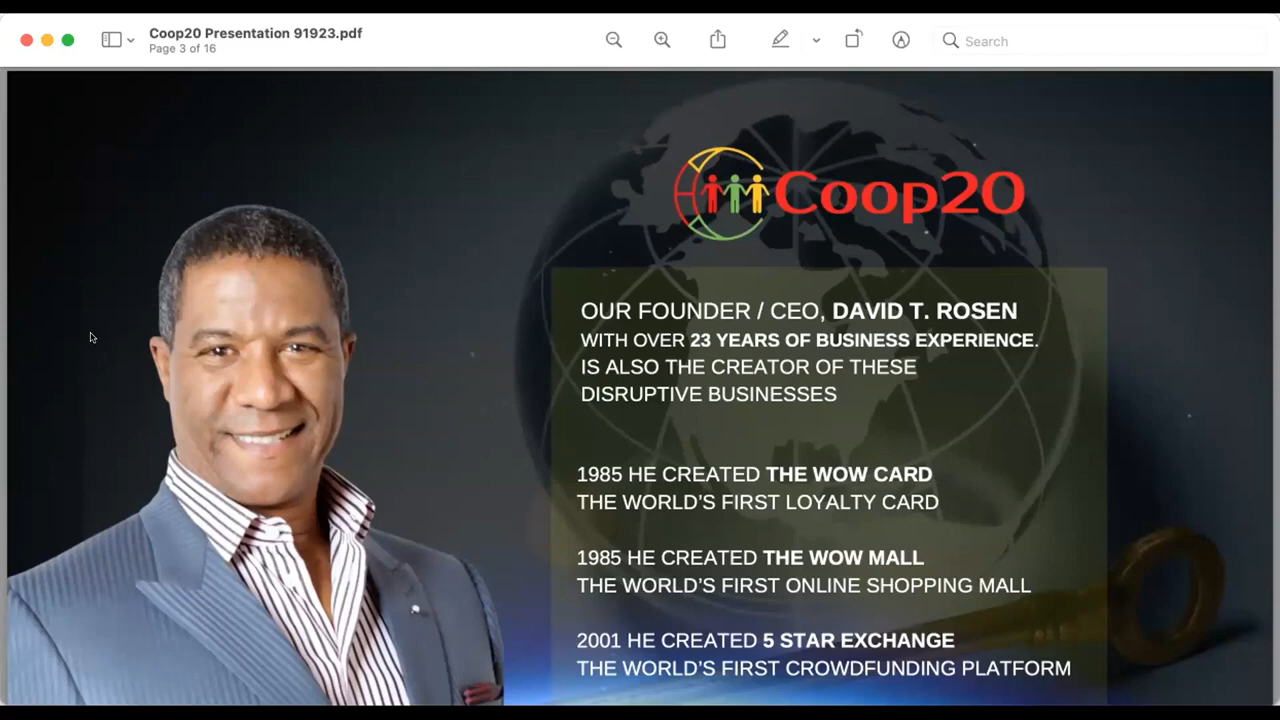 Coop20 Presentation 91923.pdf
Page 3 of 16
Search
Coop20
OUR FOUNDER / CEO, DAVID T. ROSEN
WITH OVER 23 YEARS OF BUSINESS EXPERIENCE.
IS ALSO THE CREATOR OF THESE
DISRUPTIVE BUSINESSES
1985 HE CREATED THE WOW CARD
THE WORLD'S FIRST LOYALTY CARD
1985 HE CREATED THE WOW MALL
THE WORLD'S FIRST ONLINE SHOPPING MALL
2001 HE CREATED 5 STAR EXCHANGE
THE WORLD'S FIRST CROWDFUNDING PLATFORM